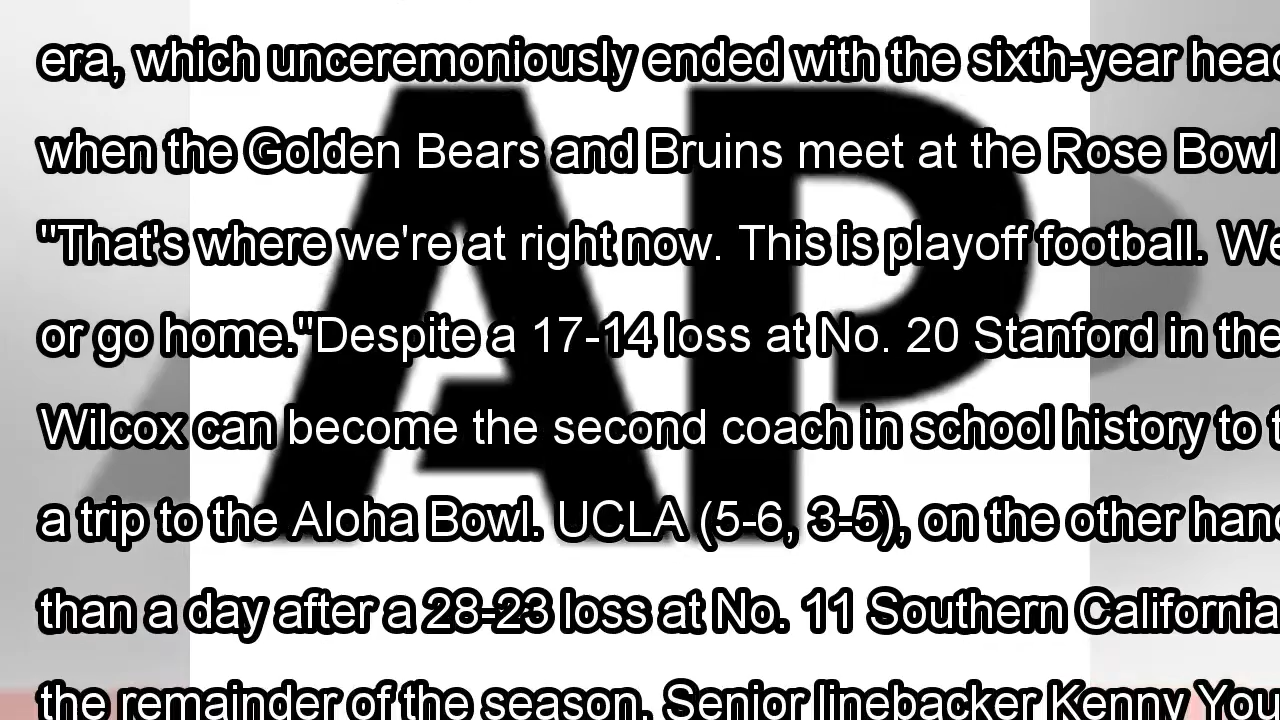 era, which unceremoniously ended with the sixth-year
when the Golden Bears and Bruins meet at the Rose Bowl
"That's where we're at right now. This is playoff football.
or go home."Despite a 17-14 loss at No. 20 Stanford in the
Wilcox can become the second coach in school history to
a trip to the Aloha Bowl. UCLA (5-6, 3-5), on the other
than a day after a 28-23 loss at No. 11 Southern California
the remainder of the season. Senior linebacker Kenny
AP